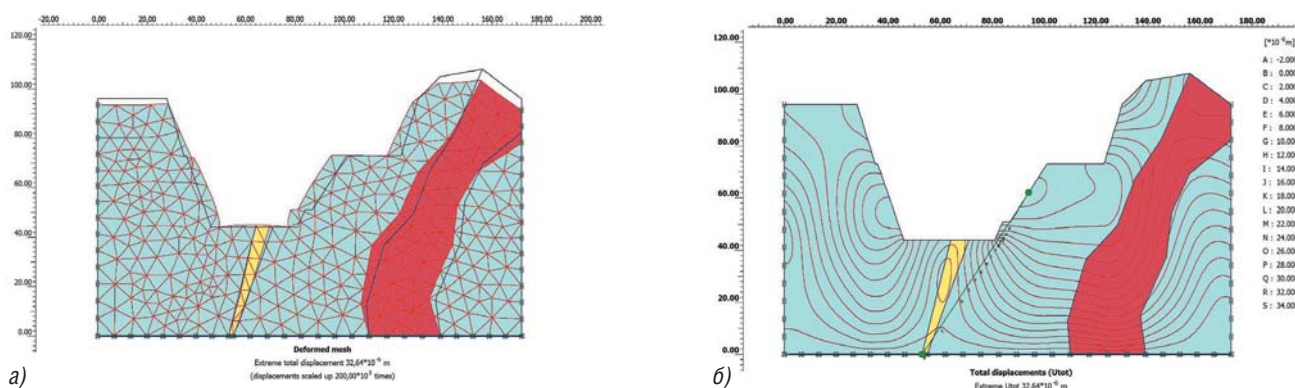 -20.00 0.00 20.00 40.00 60.00 80.00 100.00 120.00 140.00 160.00 180.00 200.00
120.00
100.00
80.00
60.00
40.00
20.00
0.00
Deformed mesh
Extreme total displacement 32,64*10⁻⁶ m
(displacements scaled up 200,00*10³ times)
а)
0.00 20.00 40.00 60.00 80.00 100.00 120.00 140.00 160.00 180.00
120.00
100.00
80.00
60.00
40.00
20.00
0.00
[*10⁻⁶m]
A : -2.000
B : 0.000
C : 2.000
D : 4.000
E : 6.000
F : 8.000
G : 10.000
H : 12.000
I : 14.000
J : 16.000
K : 18.000
L : 20.000
M : 22.000
N : 24.000
O : 26.000
P : 28.000
Q : 30.000
R : 32.000
S : 34.000
Total displacements (Utot)
Extreme Utot 32,64*10⁻⁶ m
б)